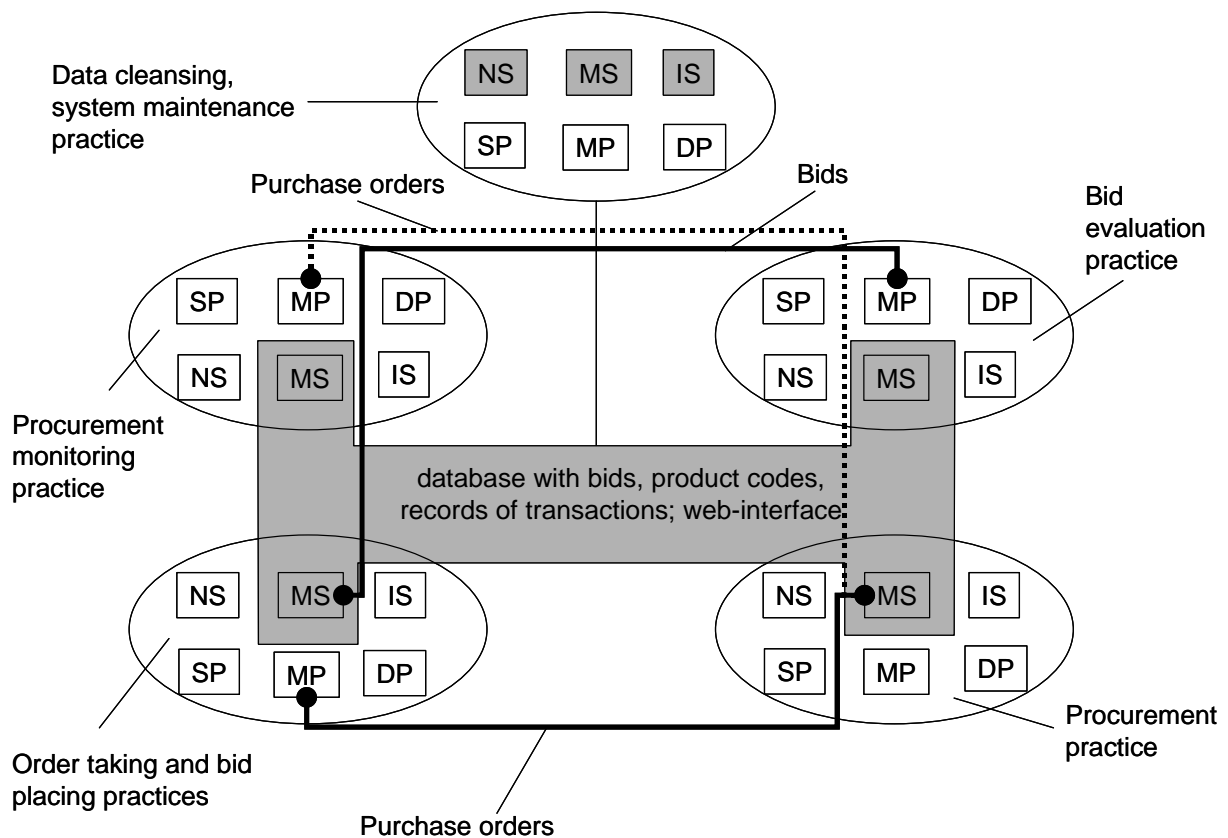 Data cleansing,
system maintenance
practice
NS MS IS
SP MP DP
Purchase orders
Bids
Bid
evaluation
practice
SP MP DP
NS MS IS
SP MP DP
NS MS IS
Procurement
monitoring
practice
database with bids, product codes,
records of transactions; web-interface
NS MS IS
SP MP DP
NS MS IS
SP MP DP
Order taking and bid
placing practices
Procurement
practice
Purchase orders